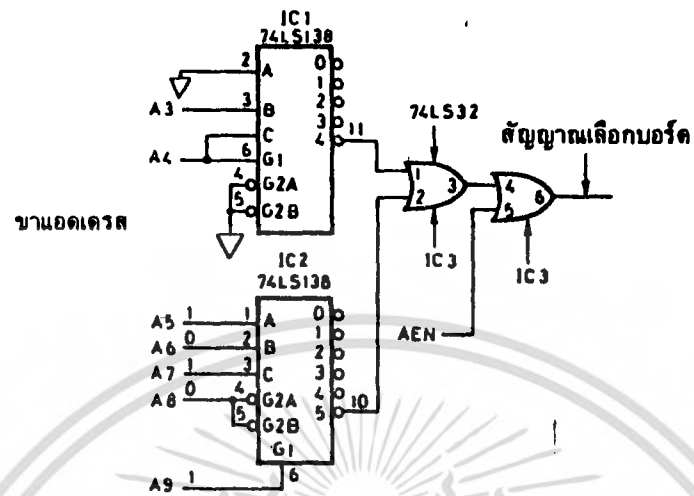 IC1
74LS138
2 A 0
1
A3 3 B 2
C 3
A4 6 G1 4 11
4 G2A
5 G2B
74LS32
สัญญาณเลือกบอร์ด
1
2 3
4
5 6
IC3
IC3
ขาแอดเดรส
IC2
74LS138
A5 1 1 A 0
A6 0 2 B 1
2
A7 1 3 C 3
A8 0 4 G2A 4
5 G2B 5 10
G1
A9 1 6
AEN